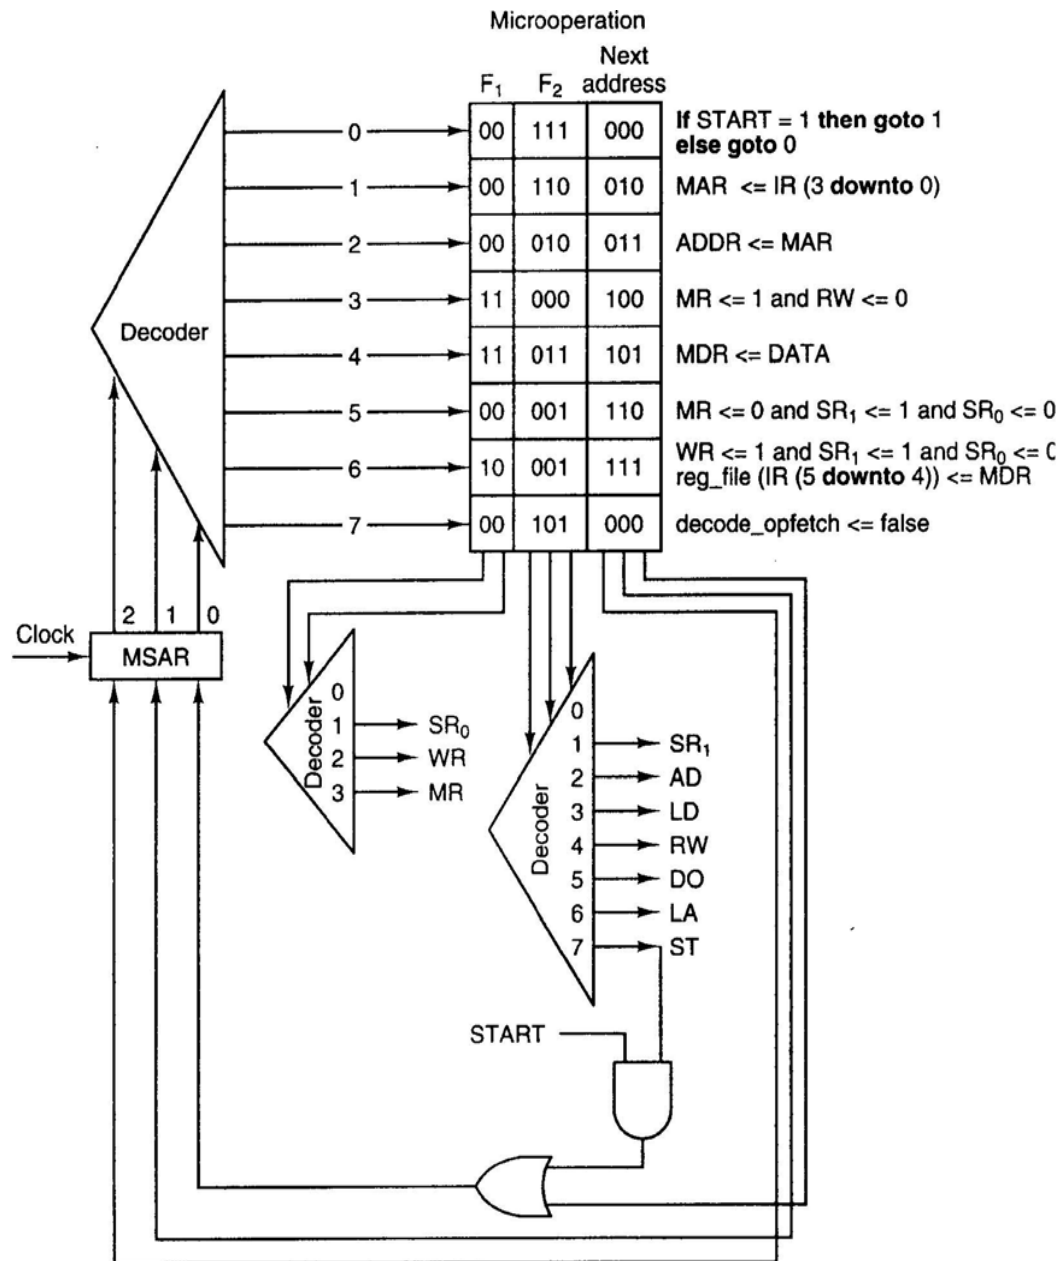 Microoperation
Next
F₁ F₂ address
0 00 111 000 If START = 1 then goto 1
else goto 0
1 00 110 010 MAR <= IR (3 downto 0)
2 00 010 011 ADDR <= MAR
3 11 000 100 MR <= 1 and RW <= 0
Decoder
4 11 011 101 MDR <= DATA
5 00 001 110 MR <= 0 and SR₁ <= 1 and SR₀ <= 0
WR <= 1 and SR₁ <= 1 and SR₀ <= 0
6 10 001 111 reg_file (IR (5 downto 4)) <= MDR
7 00 101 000 decode_opfetch <= false
2 1 0
Clock
MSAR
Decoder
0
1 SR₀
2 WR
3 MR
Decoder
0
1 SR₁
2 AD
3 LD
4 RW
5 DO
6 LA
7 ST
START